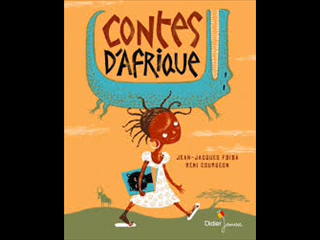 CONTES
D'AFRIQUE
JEAN-JACQUES FDIDA
RÉMI COURGEON
Didier Jeunesse